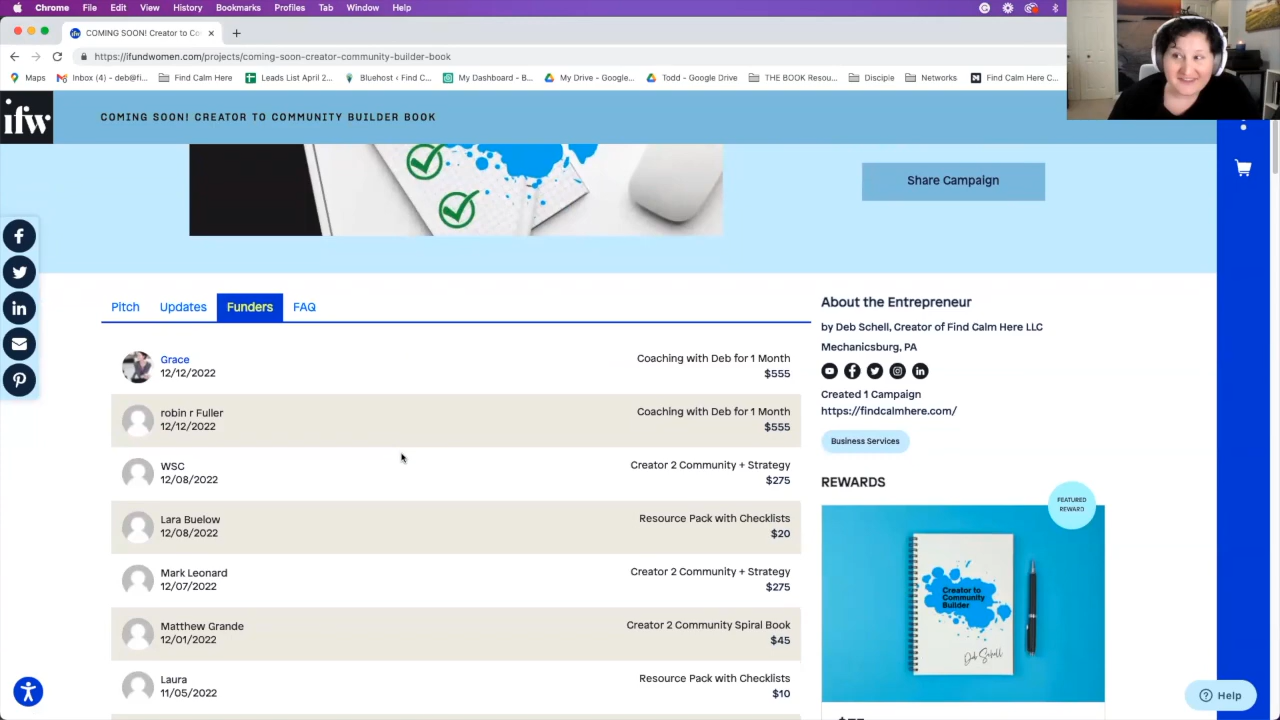 Chrome File Edit View History Bookmarks Profiles Tab Window Help
COMING SOON! Creator to Co
https://ifundwomen.com/projects/coming-soon-creator-community-builder-book
Maps Inbox (4) - deb@fi... Find Calm Here Leads List April 2... Bluehost ‹ Find C... My Dashboard - B... My Drive - Google... Todd - Google Drive THE BOOK Resou... Disciple Networks Find Calm Here C...
ifw COMING SOON! CREATOR TO COMMUNITY BUILDER BOOK
Share Campaign
Pitch Updates Funders FAQ
Grace
12/12/2022
Coaching with Deb for 1 Month
$555
robin r Fuller
12/12/2022
Coaching with Deb for 1 Month
$555
WSC
12/08/2022
Creator 2 Community + Strategy
$275
Lara Buelow
12/08/2022
Resource Pack with Checklists
$20
Mark Leonard
12/07/2022
Creator 2 Community + Strategy
$275
Matthew Grande
12/01/2022
Creator 2 Community Spiral Book
$45
Laura
11/05/2022
Resource Pack with Checklists
$10
About the Entrepreneur
by Deb Schell, Creator of Find Calm Here LLC
Mechanicsburg, PA
Created 1 Campaign
https://findcalmhere.com/
Business Services
REWARDS
FEATURED
REWARD
Creator to
Community
Builder
Deb Schell
Help